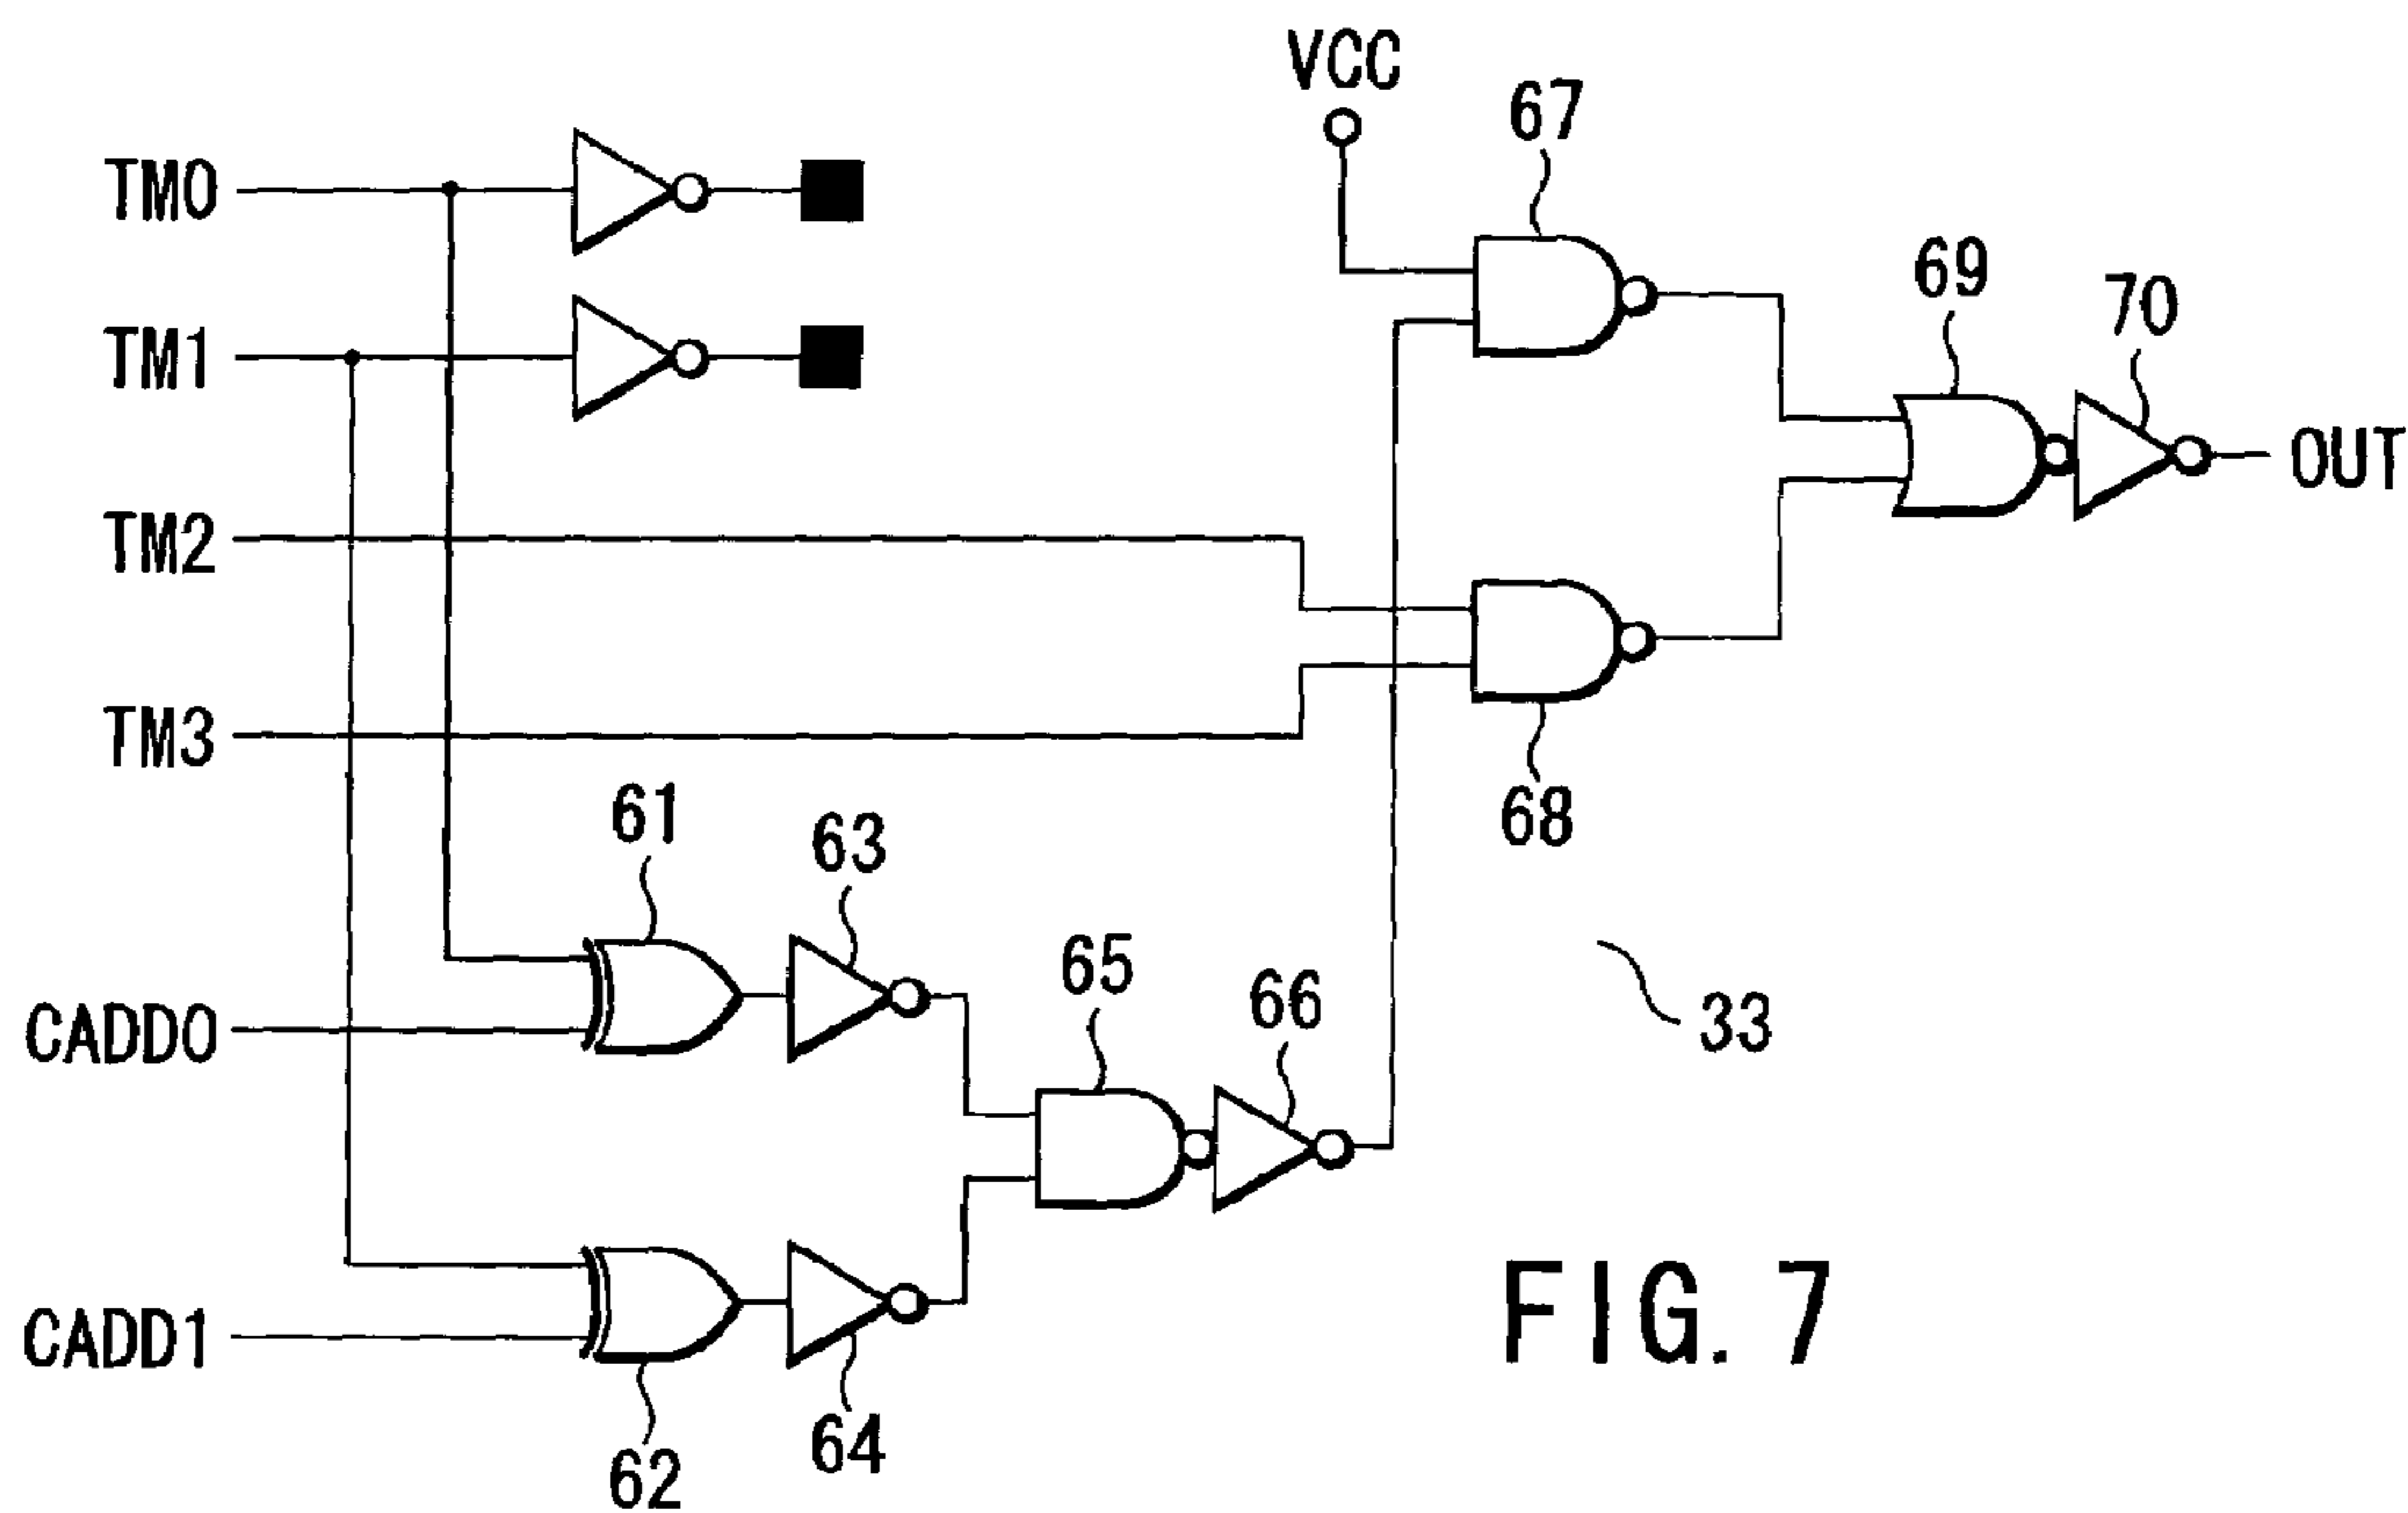 VCC
67
TM0
69
70
TM1
OUT
TM2
TM3
61
63
68
65
66
CADD0
33
CADD1
64
62
FIG. 7